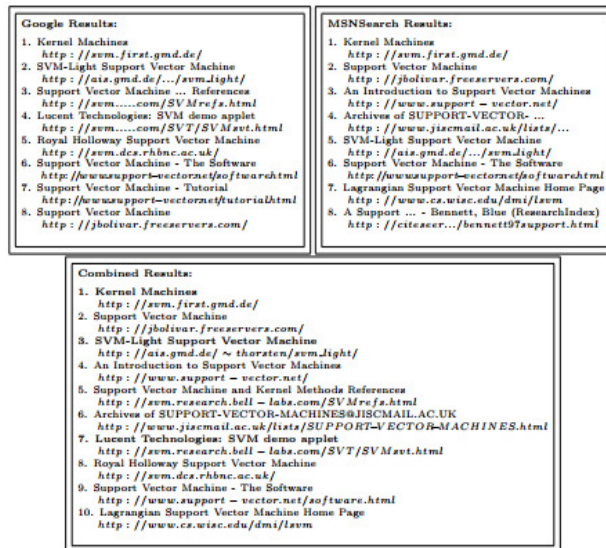 Google Results:
1. Kernel Machines
http : //svm.first.gmd.de/
2. SVM-Light Support Vector Machine
http : //ais.gmd.de/.../svm_light/
3. Support Vector Machine ... References
http : //svm.....com/SVMrefs.html
4. Lucent Technologies: SVM demo applet
http : //svm.....com/SVT/SVMsvt.html
5. Royal Holloway Support Vector Machine
http : //svm.dcs.rhbnc.ac.uk/
6. Support Vector Machine - The Software
http://www.support-vector.net/software.html
7. Support Vector Machine - Tutorial
http://www.support-vector.net/tutorial.html
8. Support Vector Machine
http : //jbolivar.freeservers.com/
MSNSearch Results:
1. Kernel Machines
http : //svm.first.gmd.de/
2. Support Vector Machine
http : //jbolivar.freeservers.com/
3. An Introduction to Support Vector Machines
http : //www.support − vector.net/
4. Archives of SUPPORT-VECTOR- ...
http : //www.jiscmail.ac.uk/lists/...
5. SVM-Light Support Vector Machine
http : //ais.gmd.de/.../svm_light/
6. Support Vector Machine - The Software
http://www.support-vector.net/software.html
7. Lagrangian Support Vector Machine Home Page
http : //www.cs.wisc.edu/dmi/lsvm
8. A Support ... - Bennett, Blue (ResearchIndex)
http : //citeseer.../bennett97support.html
Combined Results:
1. Kernel Machines
http : //svm.first.gmd.de/
2. Support Vector Machine
http : //jbolivar.freeservers.com/
3. SVM-Light Support Vector Machine
http : //ais.gmd.de/ ∼ thorsten/svm_light/
4. An Introduction to Support Vector Machines
http : //www.support − vector.net/
5. Support Vector Machine and Kernel Methods References
http : //svm.research.bell − labs.com/SVMrefs.html
6. Archives of SUPPORT-VECTOR-MACHINES@JISCMAIL.AC.UK
http : //www.jiscmail.ac.uk/lists/SUPPORT−VECTOR−MACHINES.html
7. Lucent Technologies: SVM demo applet
http : //svm.research.bell − labs.com/SVT/SVMsvt.html
8. Royal Holloway Support Vector Machine
http : //svm.dcs.rhbnc.ac.uk/
9. Support Vector Machine - The Software
http : //www.support − vector.net/software.html
10. Lagrangian Support Vector Machine Home Page
http : //www.cs.wisc.edu/dmi/lsvm